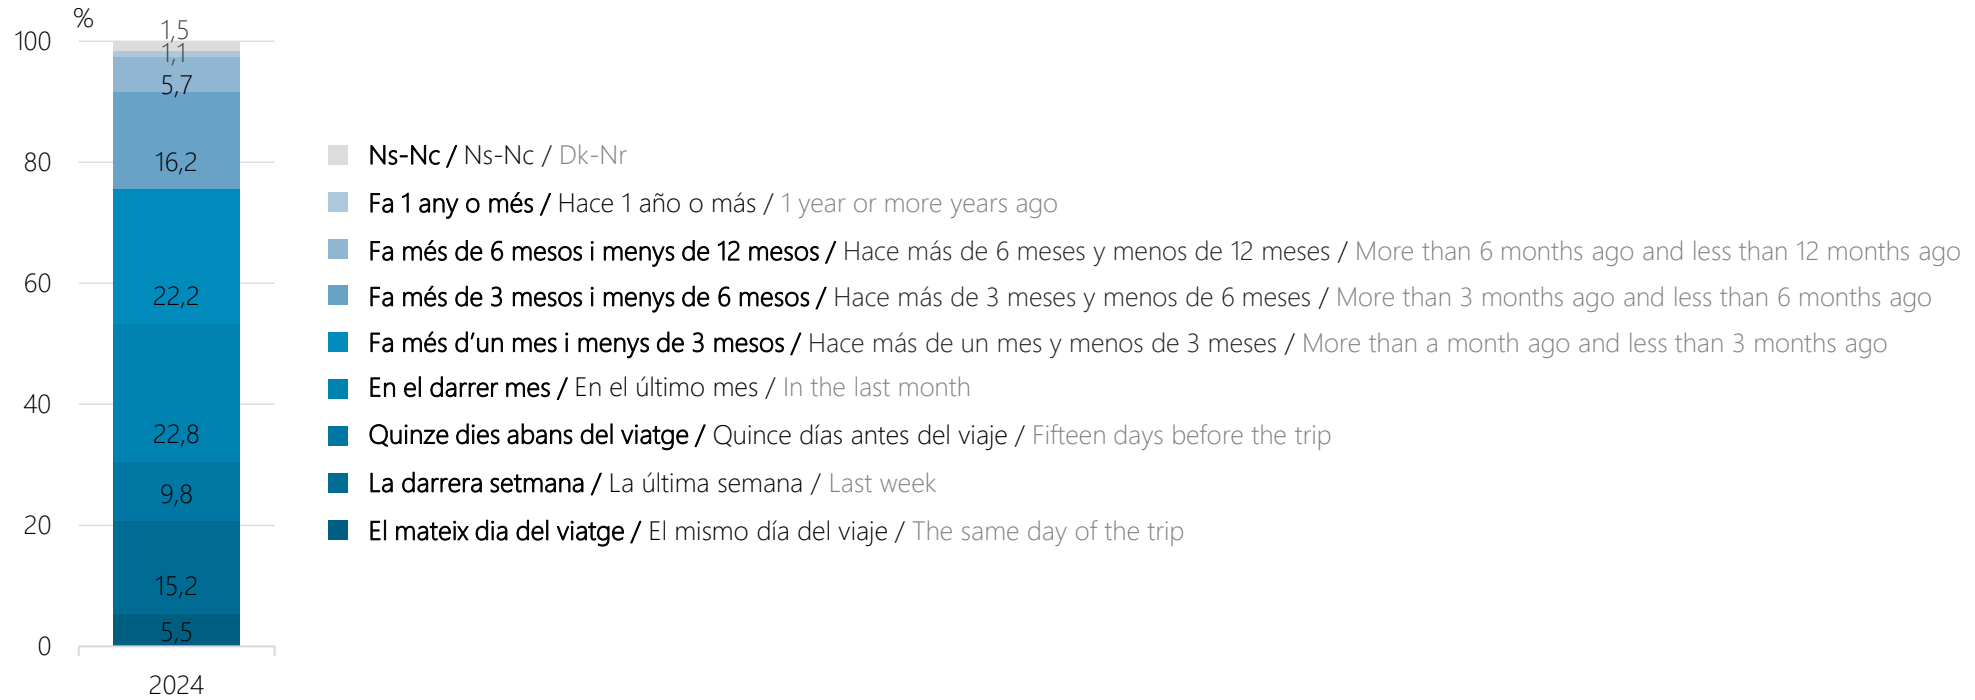 %
100
80
60
40
20
0
1,5
1,1
5,7
16,2
22,2
22,8
9,8
15,2
5,5
2024
Ns-Nc / Ns-Nc / Dk-Nr
Fa 1 any o més / Hace 1 año o más / 1 year or more years ago
Fa més de 6 mesos i menys de 12 mesos / Hace más de 6 meses y menos de 12 meses / More than 6 months ago and less than 12 months ago
Fa més de 3 mesos i menys de 6 mesos / Hace más de 3 meses y menos de 6 meses / More than 3 months ago and less than 6 months ago
Fa més d’un mes i menys de 3 mesos / Hace más de un mes y menos de 3 meses / More than a month ago and less than 3 months ago
En el darrer mes / En el último mes / In the last month
Quinze dies abans del viatge / Quince días antes del viaje / Fifteen days before the trip
La darrera setmana / La última semana / Last week
El mateix dia del viatge / El mismo día del viaje / The same day of the trip